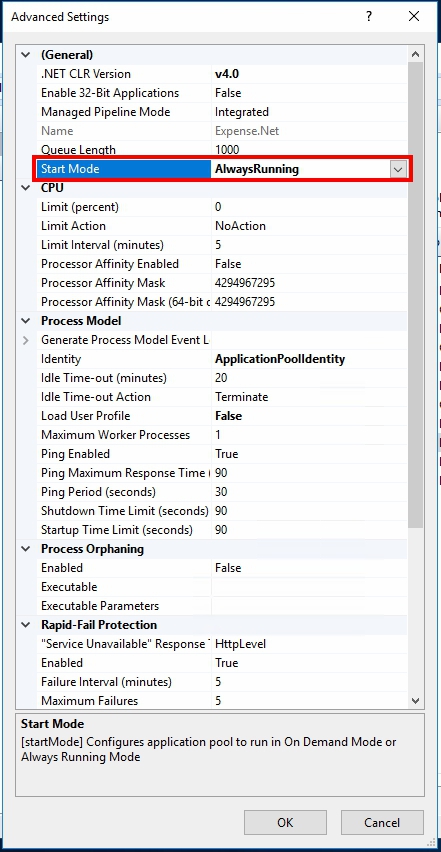 Advanced Settings ? ×
(General)
.NET CLR Version v4.0
Enable 32-Bit Applications False
Managed Pipeline Mode Integrated
Name Expense.Net
Queue Length 1000
Start Mode AlwaysRunning
CPU
Limit (percent) 0
Limit Action NoAction
Limit Interval (minutes) 5
Processor Affinity Enabled False
Processor Affinity Mask 4294967295
Processor Affinity Mask (64-bit o 4294967295
Process Model
Generate Process Model Event L
Identity ApplicationPoolIdentity
Idle Time-out (minutes) 20
Idle Time-out Action Terminate
Load User Profile False
Maximum Worker Processes 1
Ping Enabled True
Ping Maximum Response Time ( 90
Ping Period (seconds) 30
Shutdown Time Limit (seconds) 90
Startup Time Limit (seconds) 90
Process Orphaning
Enabled False
Executable
Executable Parameters
Rapid-Fail Protection
"Service Unavailable" Response T HttpLevel
Enabled True
Failure Interval (minutes) 5
Maximum Failures 5
Start Mode
[startMode] Configures application pool to run in On Demand Mode or
Always Running Mode
OK Cancel